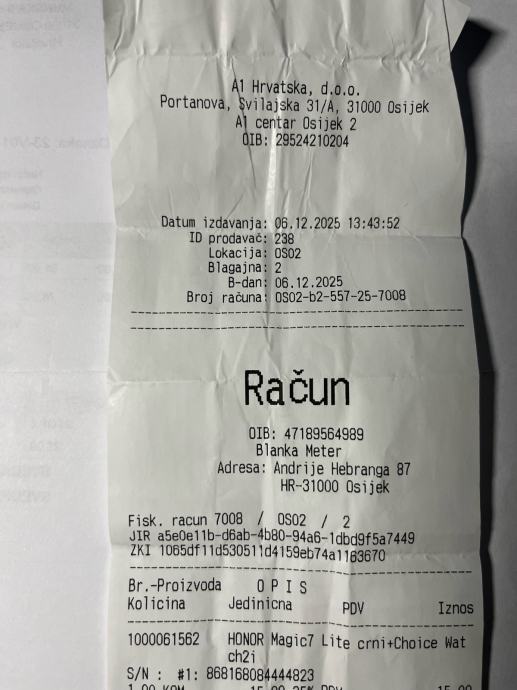 A1 Hrvatska, d.o.o.
Portanova, Svilajska 31/A, 31000 Osijek
A1 centar Osijek 2
OIB: 29524210204
Datum izdavanja: 06.12.2025 13:43:52
ID prodavač: 238
Lokacija: OS02
Blagajna: 2
B-dan: 06.12.2025
Broj računa: OS02-b2-557-25-7008
Račun
OIB: 47189564989
Blanka Meter
Adresa: Andrije Hebranga 87
HR-31000 Osijek
Fisk. racun 7008 / OS02 / 2
JIR a5e0e11b-d6ab-4b80-94a6-1dbd9f5a7449
ZKI 1065df11d530511d4159eb74a1163670
Br.-Proizvoda O P I S
Kolicina Jedinicna PDV Iznos
1000061562 HONOR Magic7 Lite crni+Choice Wat
ch2i
S/N : #1: 868168084444823